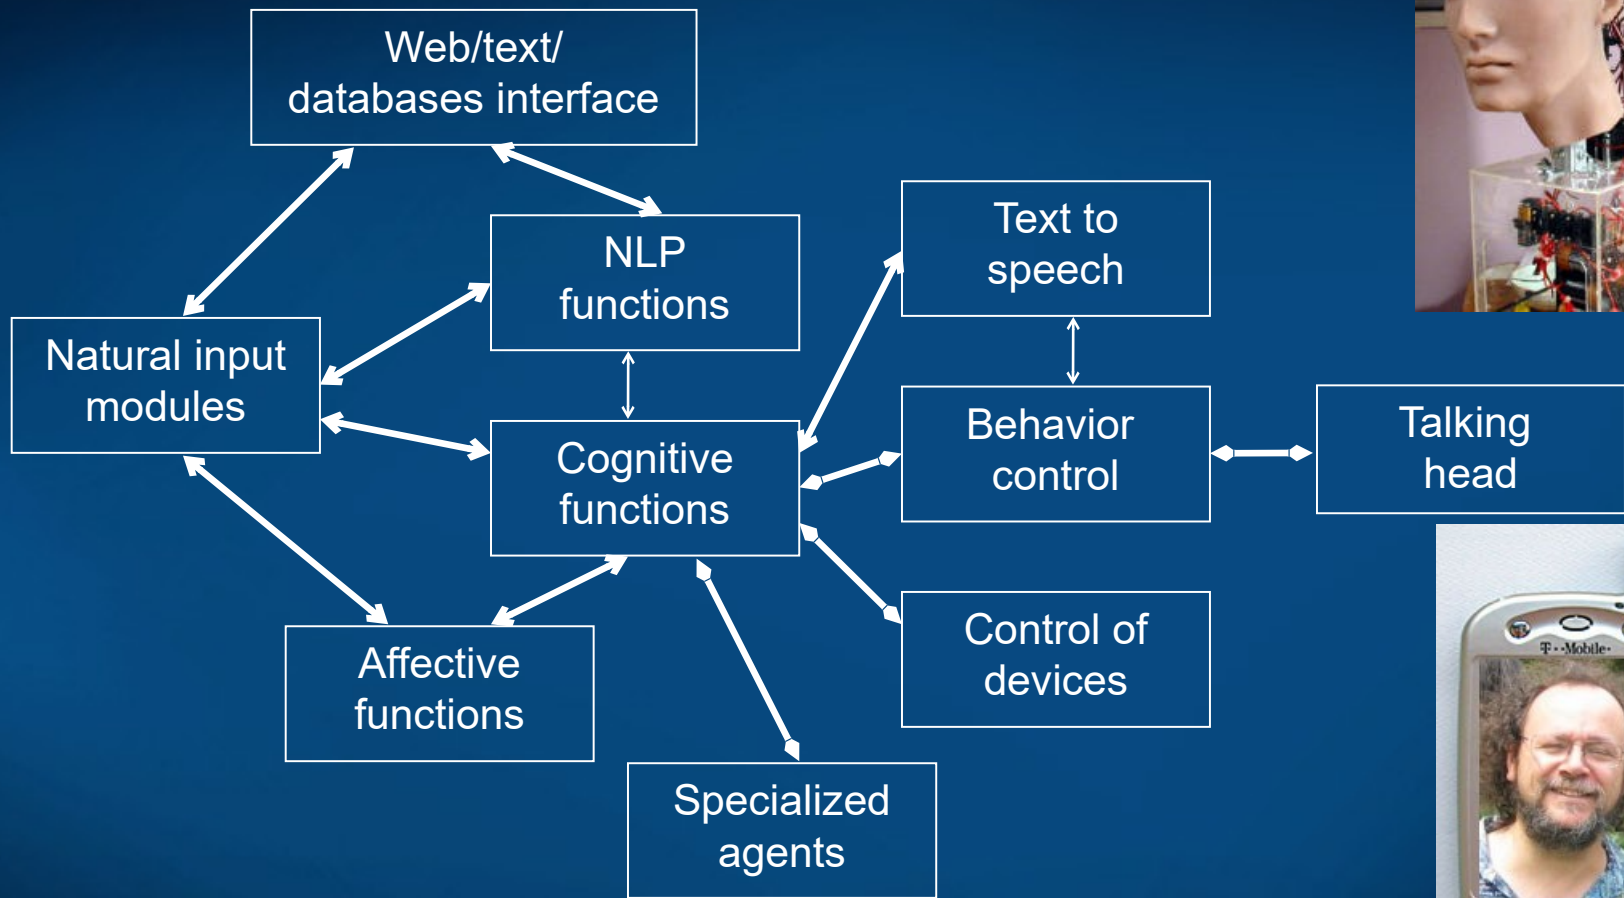 Web/text/
databases interface
NLP
functions
Text to
speech
Natural input
modules
Cognitive
functions
Behavior
control
Talking
head
Affective
functions
Control of
devices
Specialized
agents
T··Mobile·